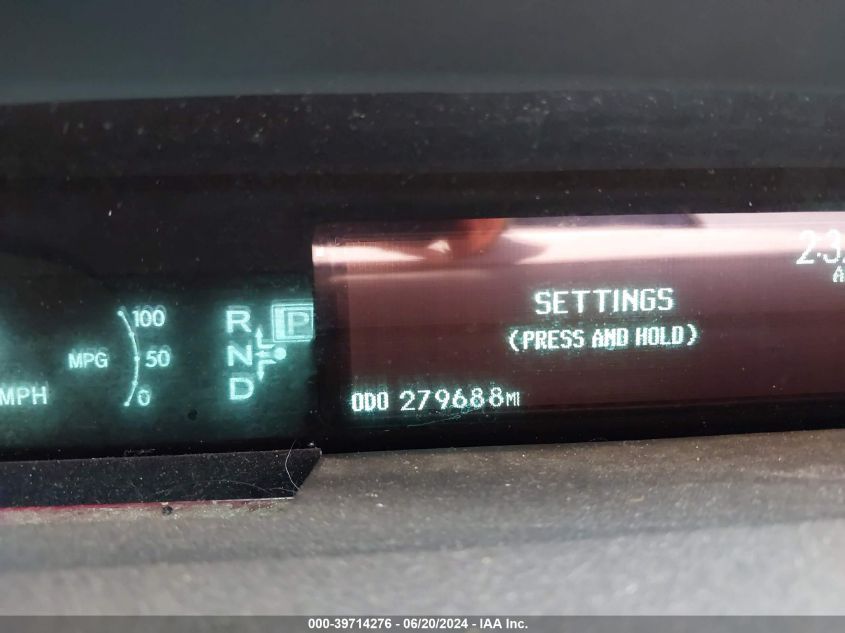 SETTINGS
(PRESS AND HOLD)
ODO 279688MI
100
MPG 50
0
MPH
R P
N
D
000-39714276 / 06/20/2024 - IAA Inc.